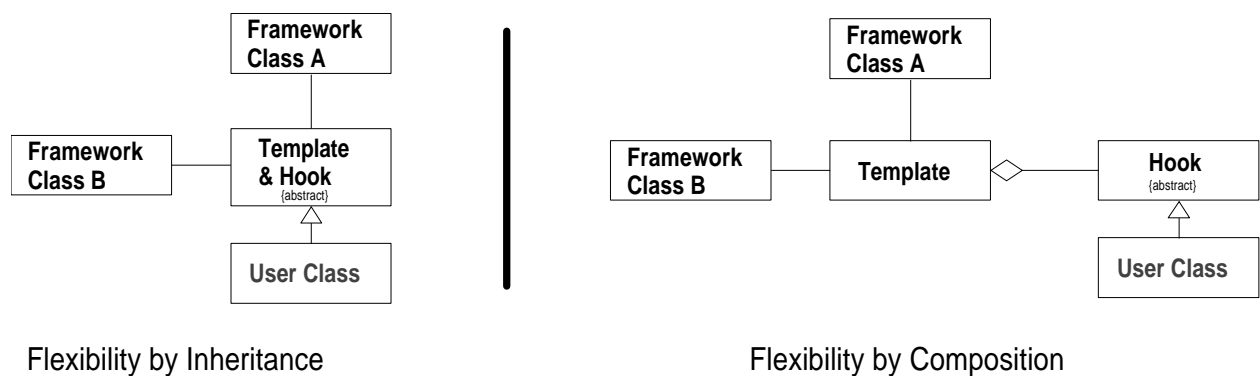 Framework
Class A
Framework
Class B
Template
& Hook
{abstract}
User Class
Flexibility by Inheritance
Framework
Class A
Framework
Class B
Template
Hook
{abstract}
User Class
Flexibility by Composition